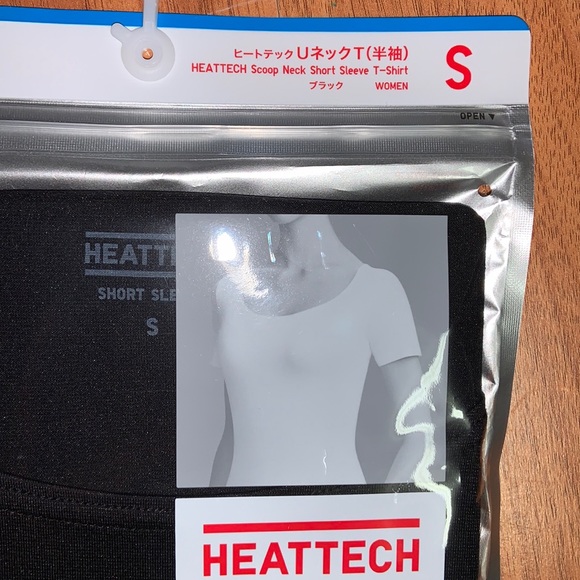 ヒートテック UネックT(半袖)
HEATTECH Scoop Neck Short Sleeve T-Shirt
ブラック WOMEN
S
OPEN ▼
HEATT
SHORT SLE
S
HEATTECH